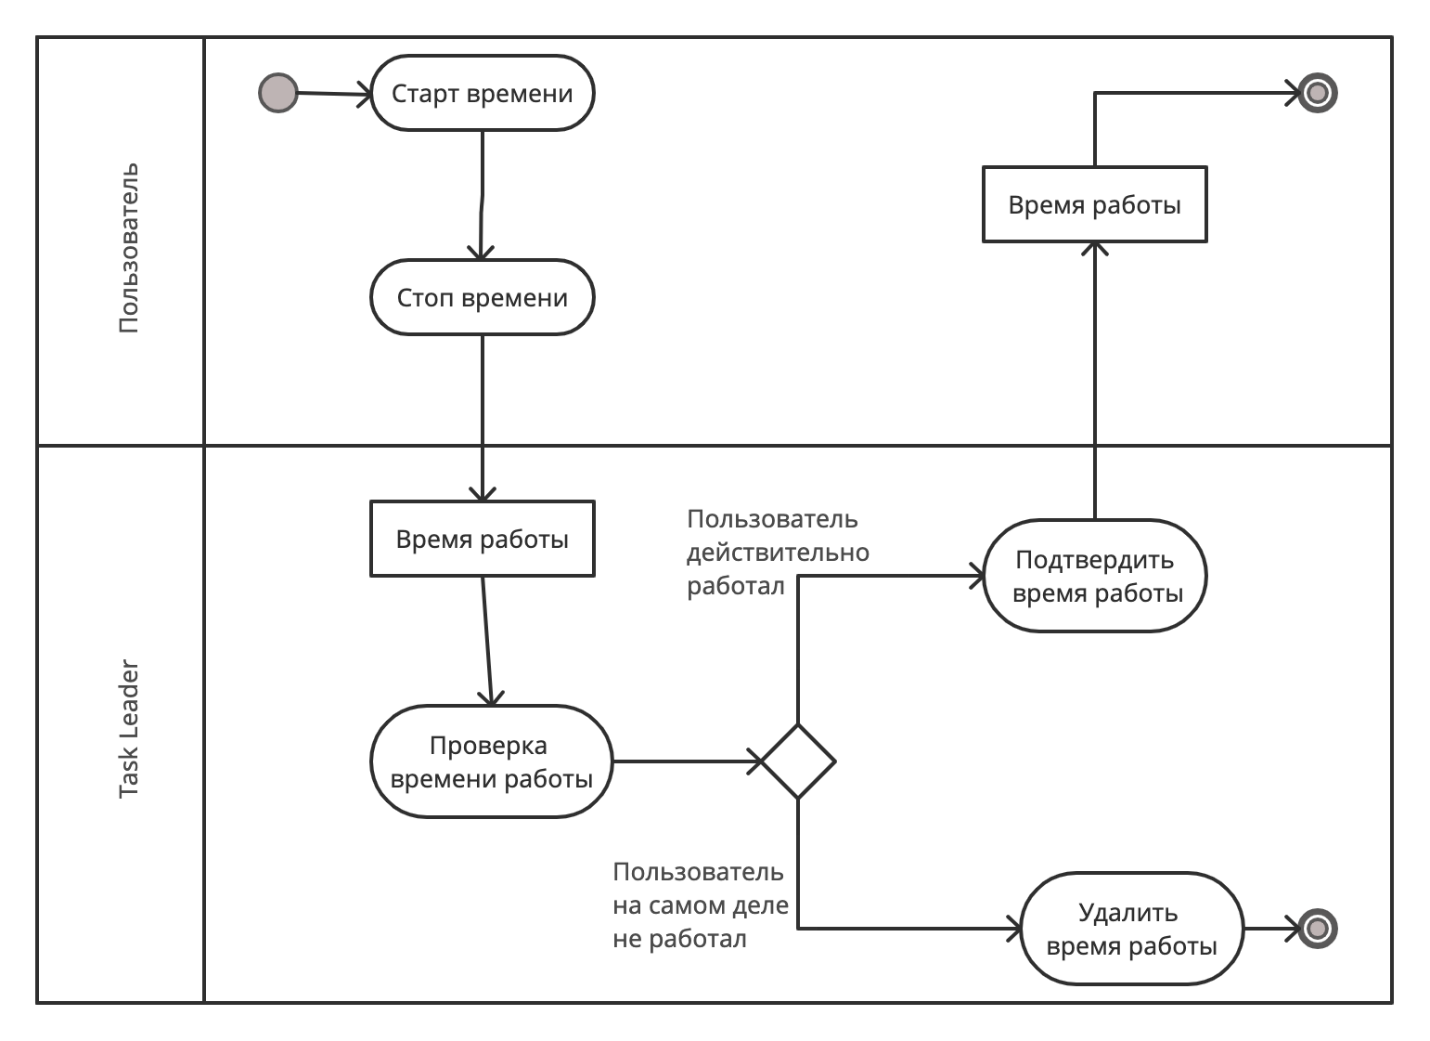 Пользователь
Старт времени
Стоп времени
Время работы
Task Leader
Время работы
Проверка
времени работы
Пользователь
действительно
работал
Подтвердить
время работы
Пользователь
на самом деле
не работал
Удалить
время работы